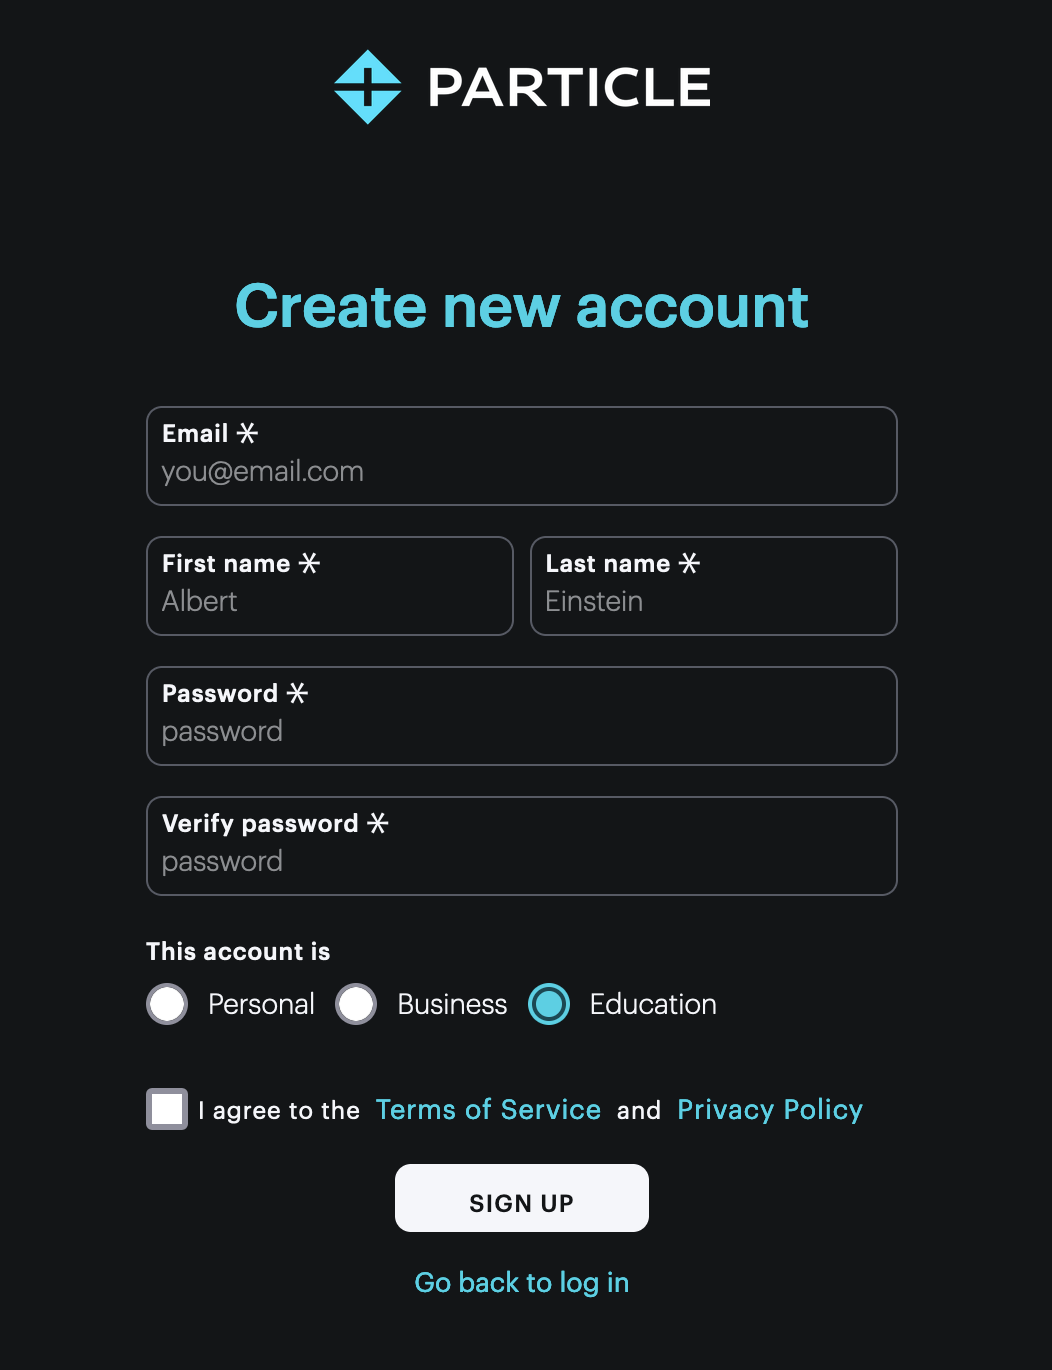 PARTICLE
Create new account
Email *
you@email.com
First name * Last name *
Albert Einstein
Password *
password
Verify password *
password
This account is
Personal Business Education
I agree to the Terms of Service and Privacy Policy
SIGN UP
Go back to log in